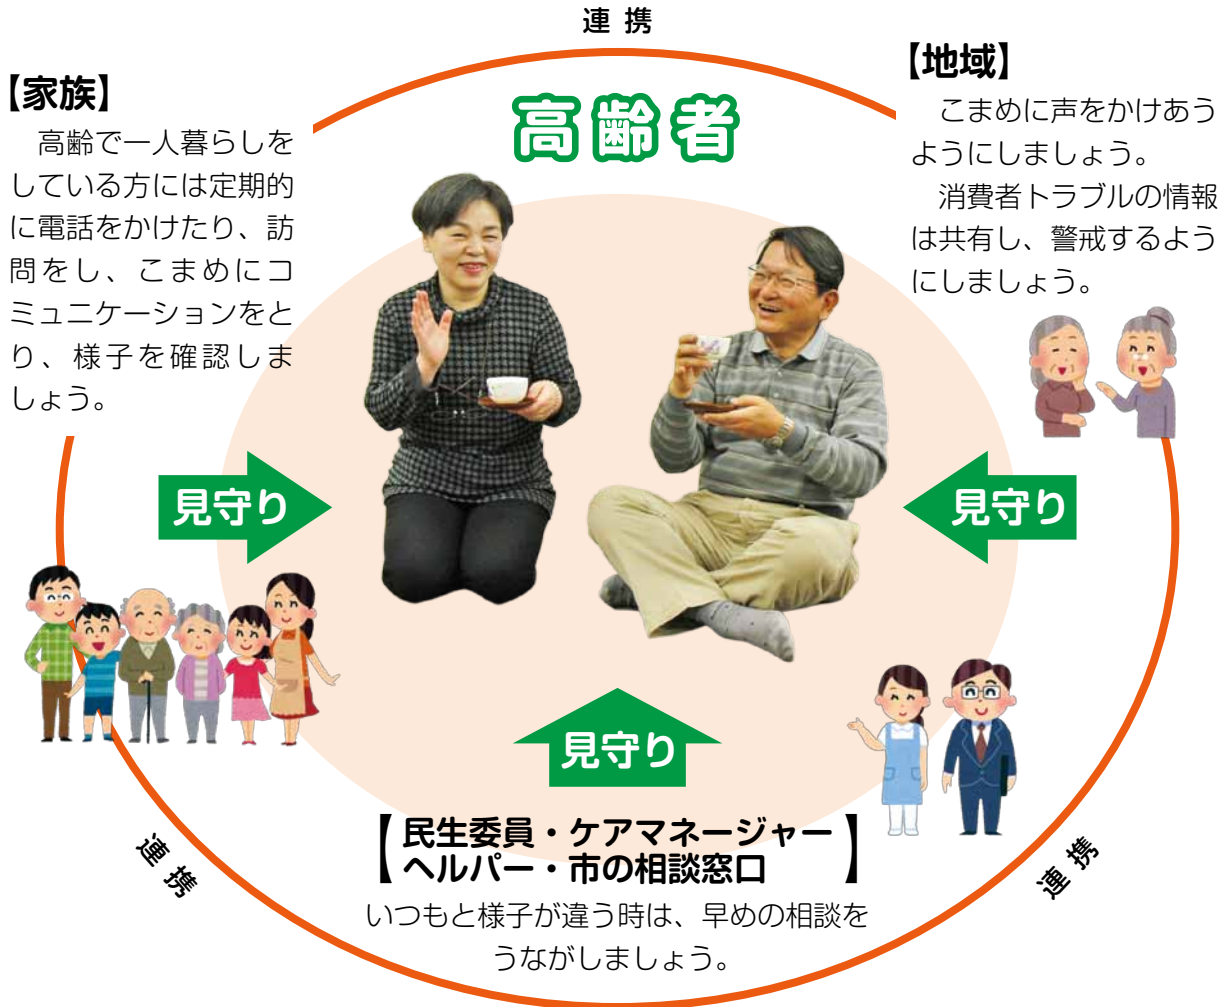 連携
高齢者
【家族】
　高齢で一人暮らしを
している方には定期的
に電話をかけたり、訪
問をし、こまめにコ
ミュニケーションをと
り、様子を確認しま
しょう。
【地域】
　こまめに声をかけあう
ようにしましょう。
　消費者トラブルの情報
は共有し、警戒するよう
にしましょう。
見守り
見守り
見守り
【民生委員・ケアマネージャー
ヘルパー・市の相談窓口】
いつもと様子が違う時は、早めの相談を
うながしましょう。
連携
連携